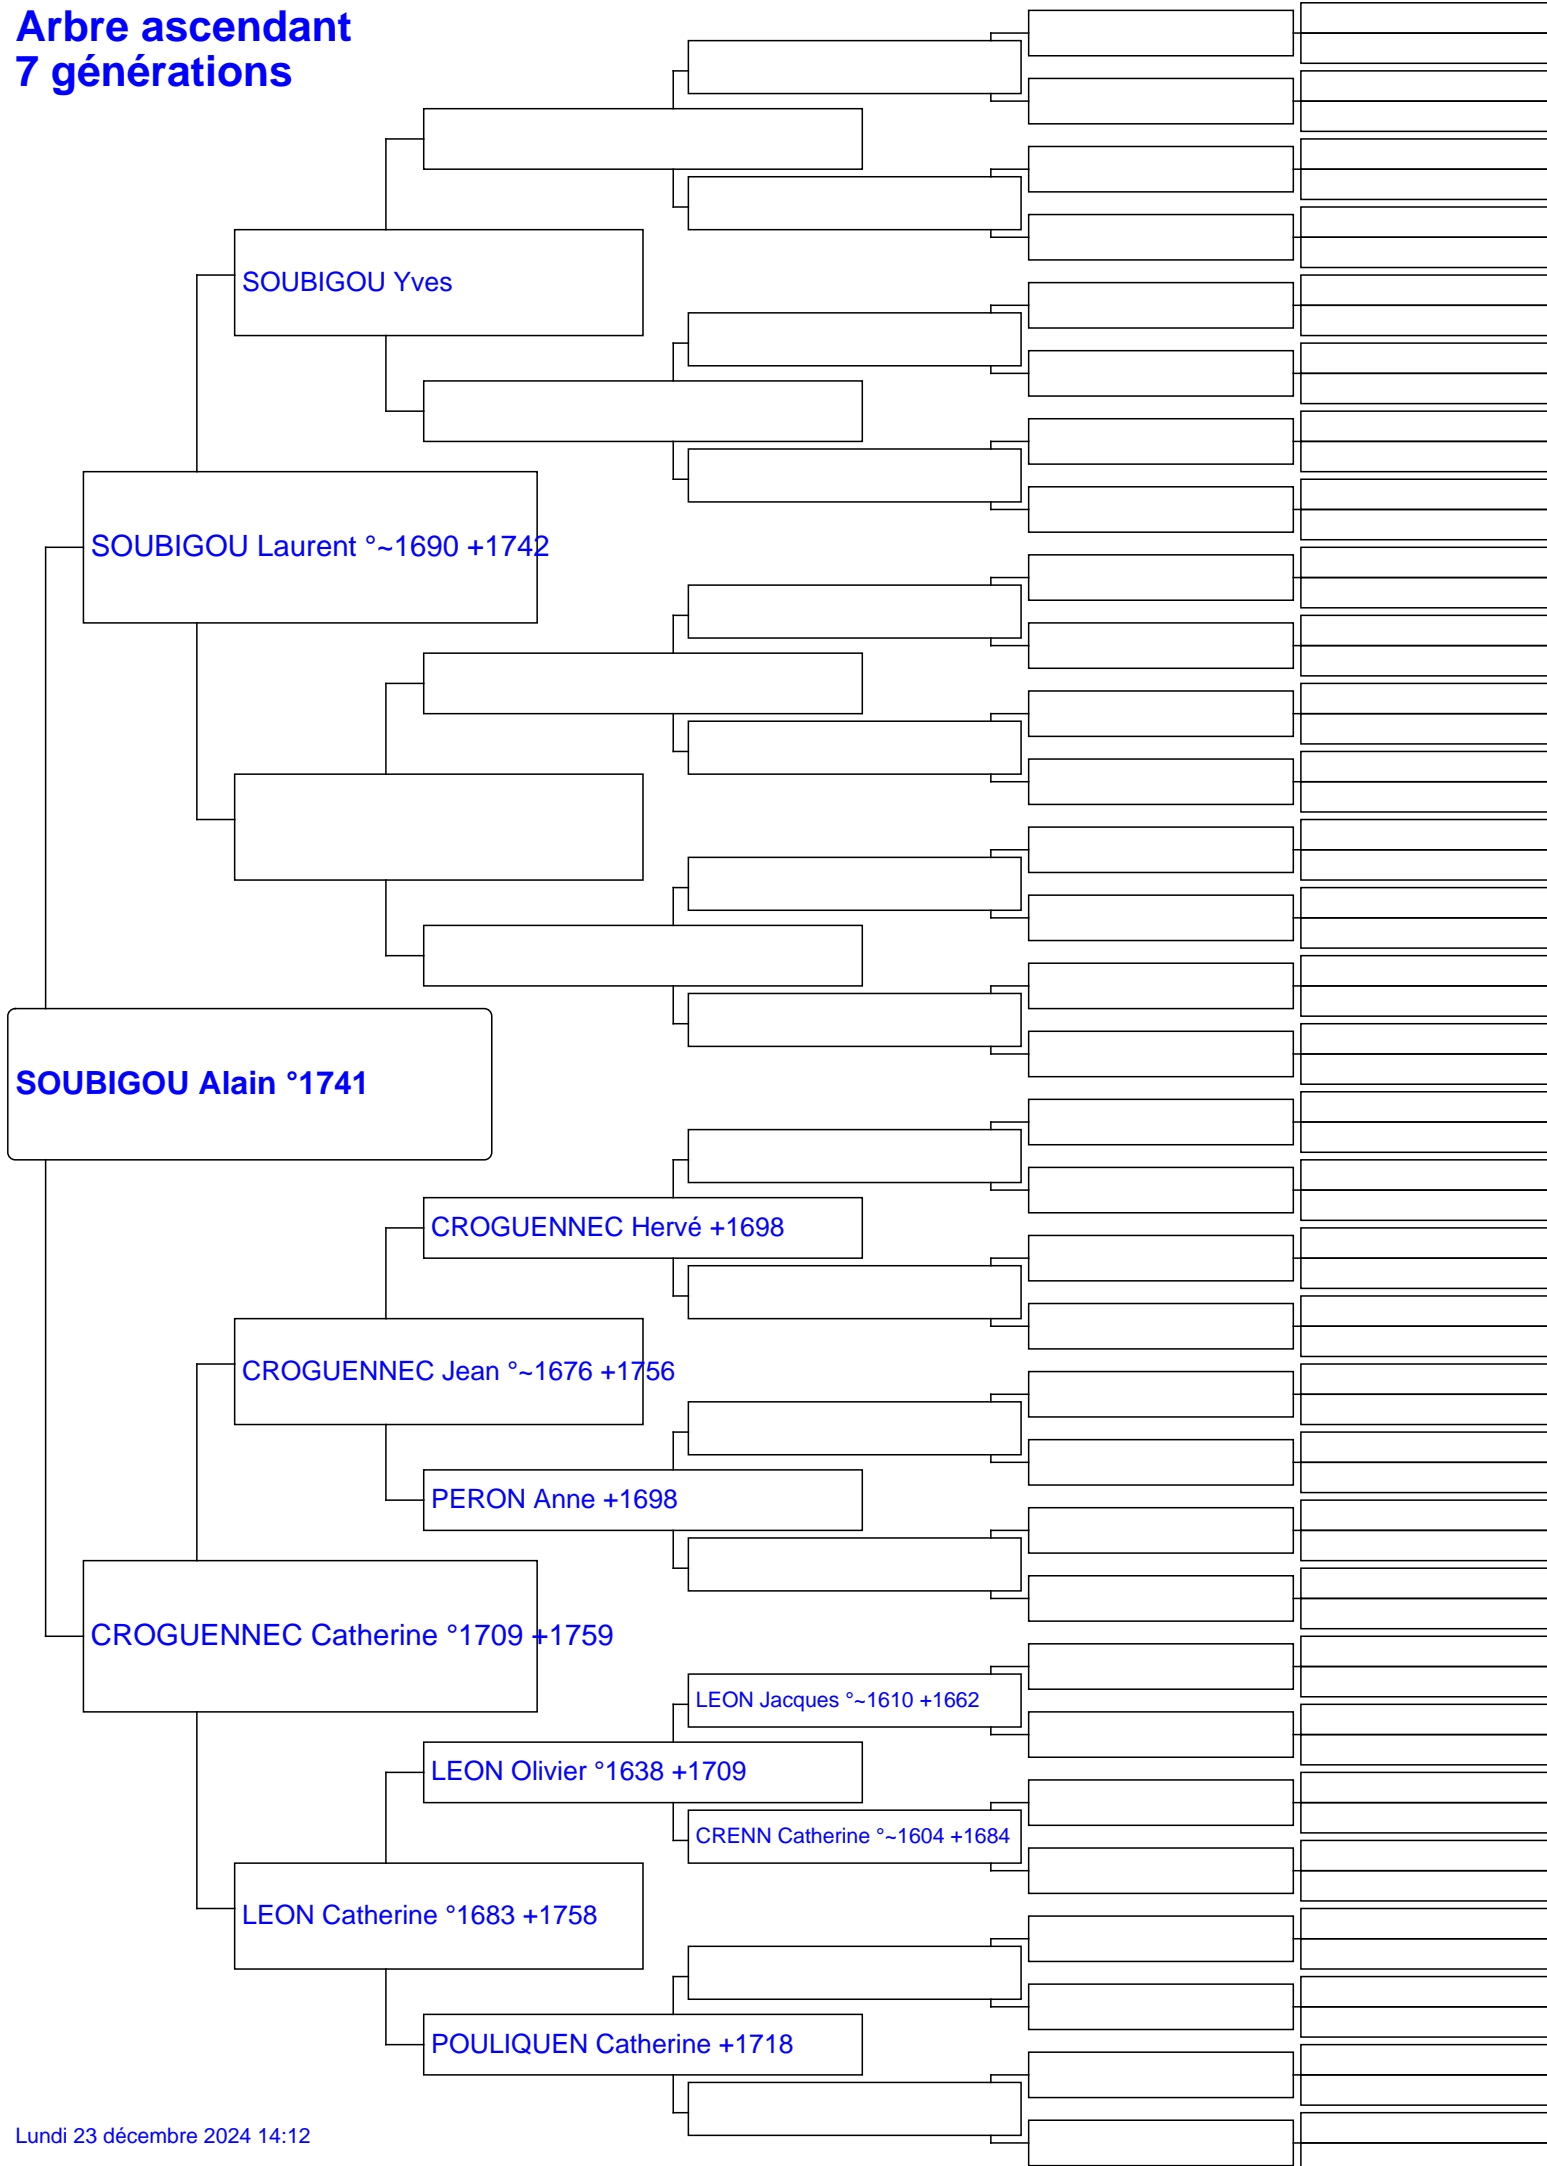 Arbre ascendant
7 générations
SOUBIGOU Yves
SOUBIGOU Laurent °~1690 +1742
SOUBIGOU Alain °1741
CROGUENNEC Hervé +1698
CROGUENNEC Jean °~1676 +1756
PERON Anne +1698
CROGUENNEC Catherine °1709 +1759
LEON Jacques °~1610 +1662
LEON Olivier °1638 +1709
CRENN Catherine °~1604 +1684
LEON Catherine °1683 +1758
POULIQUEN Catherine +1718
Lundi 23 décembre 2024 14:12